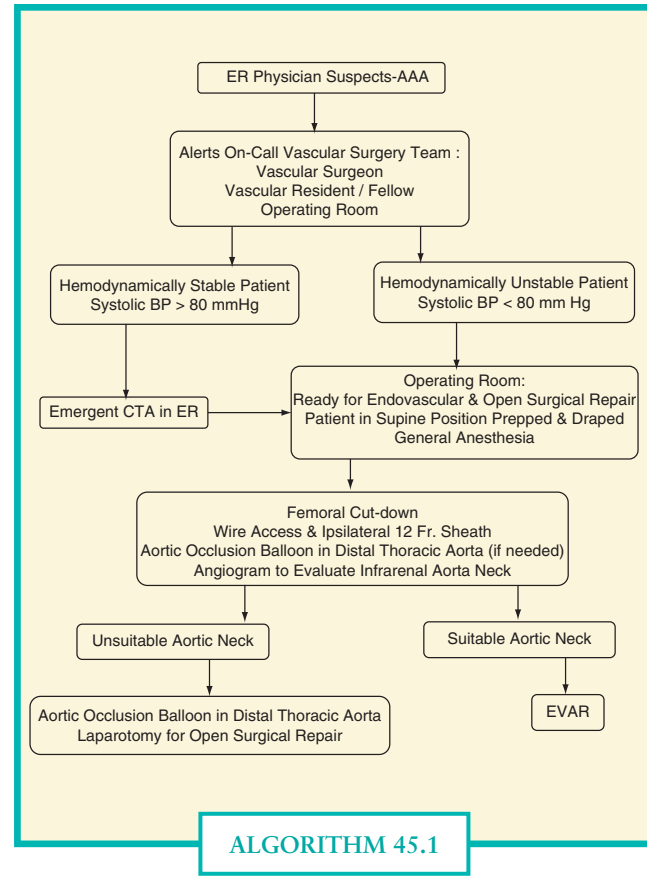 ER Physician Suspects-AAA
Alerts On-Call Vascular Surgery Team :
Vascular Surgeon
Vascular Resident / Fellow
Operating Room
Hemodynamically Stable Patient
Systolic BP > 80 mmHg
Hemodynamically Unstable Patient
Systolic BP < 80 mm Hg
Emergent CTA in ER
Operating Room:
Ready for Endovascular & Open Surgical Repair
Patient in Supine Position Prepped & Draped
General Anesthesia
Femoral Cut-down
Wire Access & Ipsilateral 12 Fr. Sheath
Aortic Occlusion Balloon in Distal Thoracic Aorta (if needed)
Angiogram to Evaluate Infrarenal Aorta Neck
Unsuitable Aortic Neck
Suitable Aortic Neck
Aortic Occlusion Balloon in Distal Thoracic Aorta
Laparotomy for Open Surgical Repair
EVAR
ALGORITHM 45.1